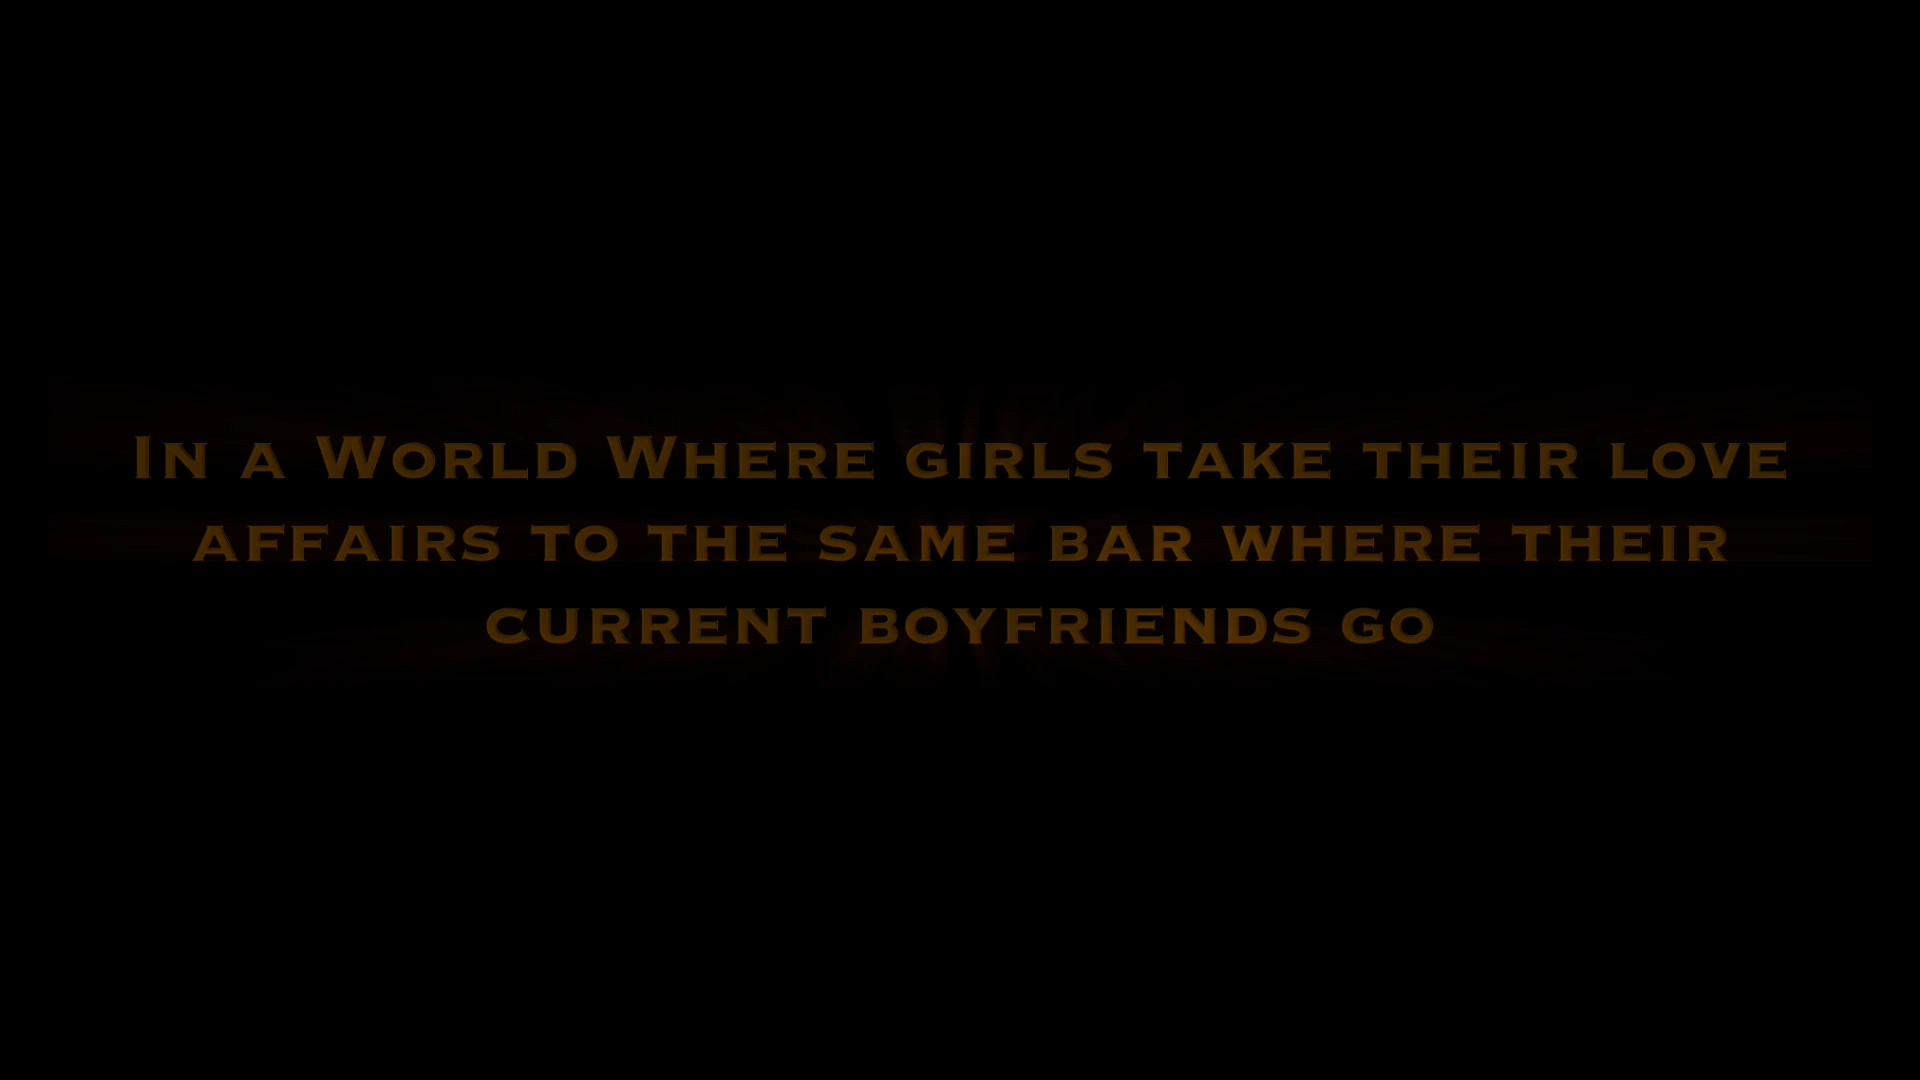 In a World Where girls take their love
affairs to the same bar where their
current boyfriends go